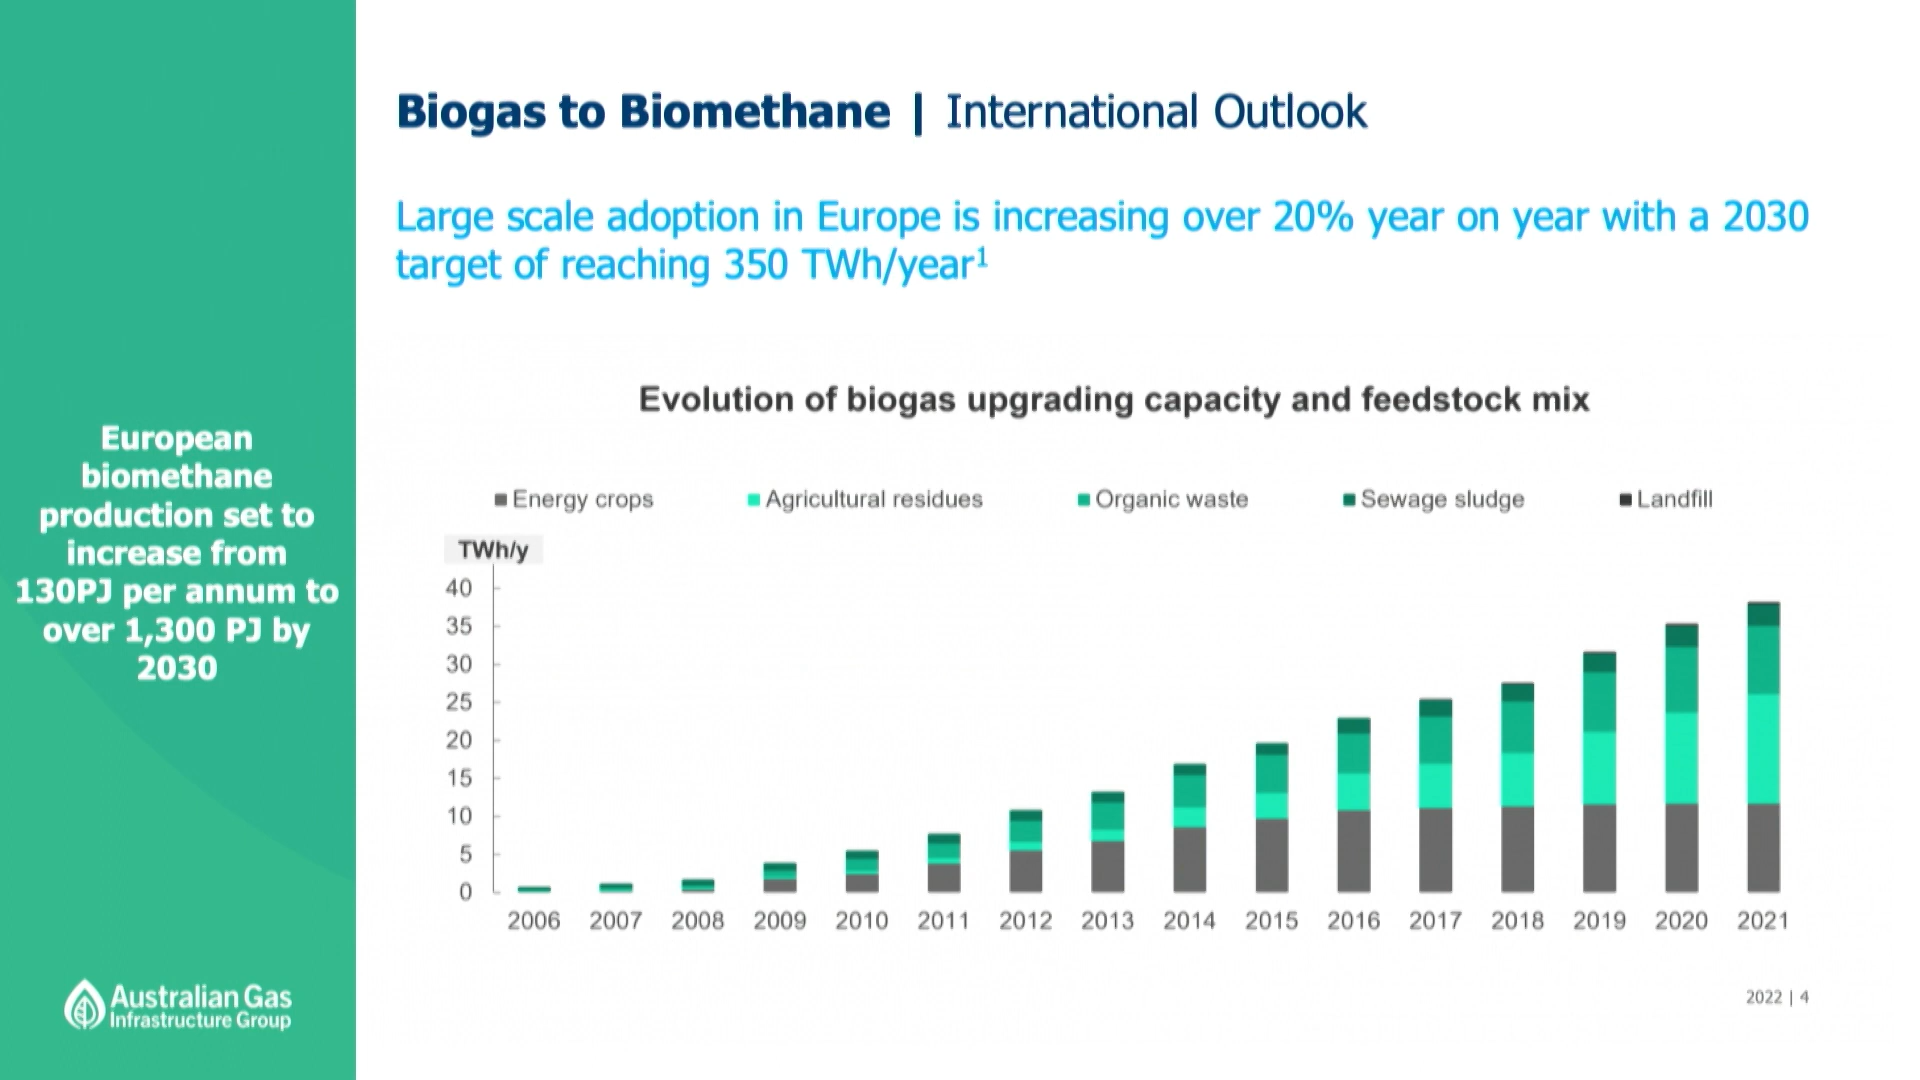 Biogas to Biomethane | International Outlook
Large scale adoption in Europe is increasing over 20% year on year with a 2030
target of reaching 350 TWh/year¹
European
biomethane
production set to
increase from
130PJ per annum to
over 1,300 PJ by
2030
Evolution of biogas upgrading capacity and feedstock mix
Energy crops Agricultural residues Organic waste Sewage sludge Landfill
TWh/y
40
35
30
25
20
15
10
5
0
2006 2007 2008 2009 2010 2011 2012 2013 2014 2015 2016 2017 2018 2019 2020 2021
Australian Gas
Infrastructure Group
2022 | 4